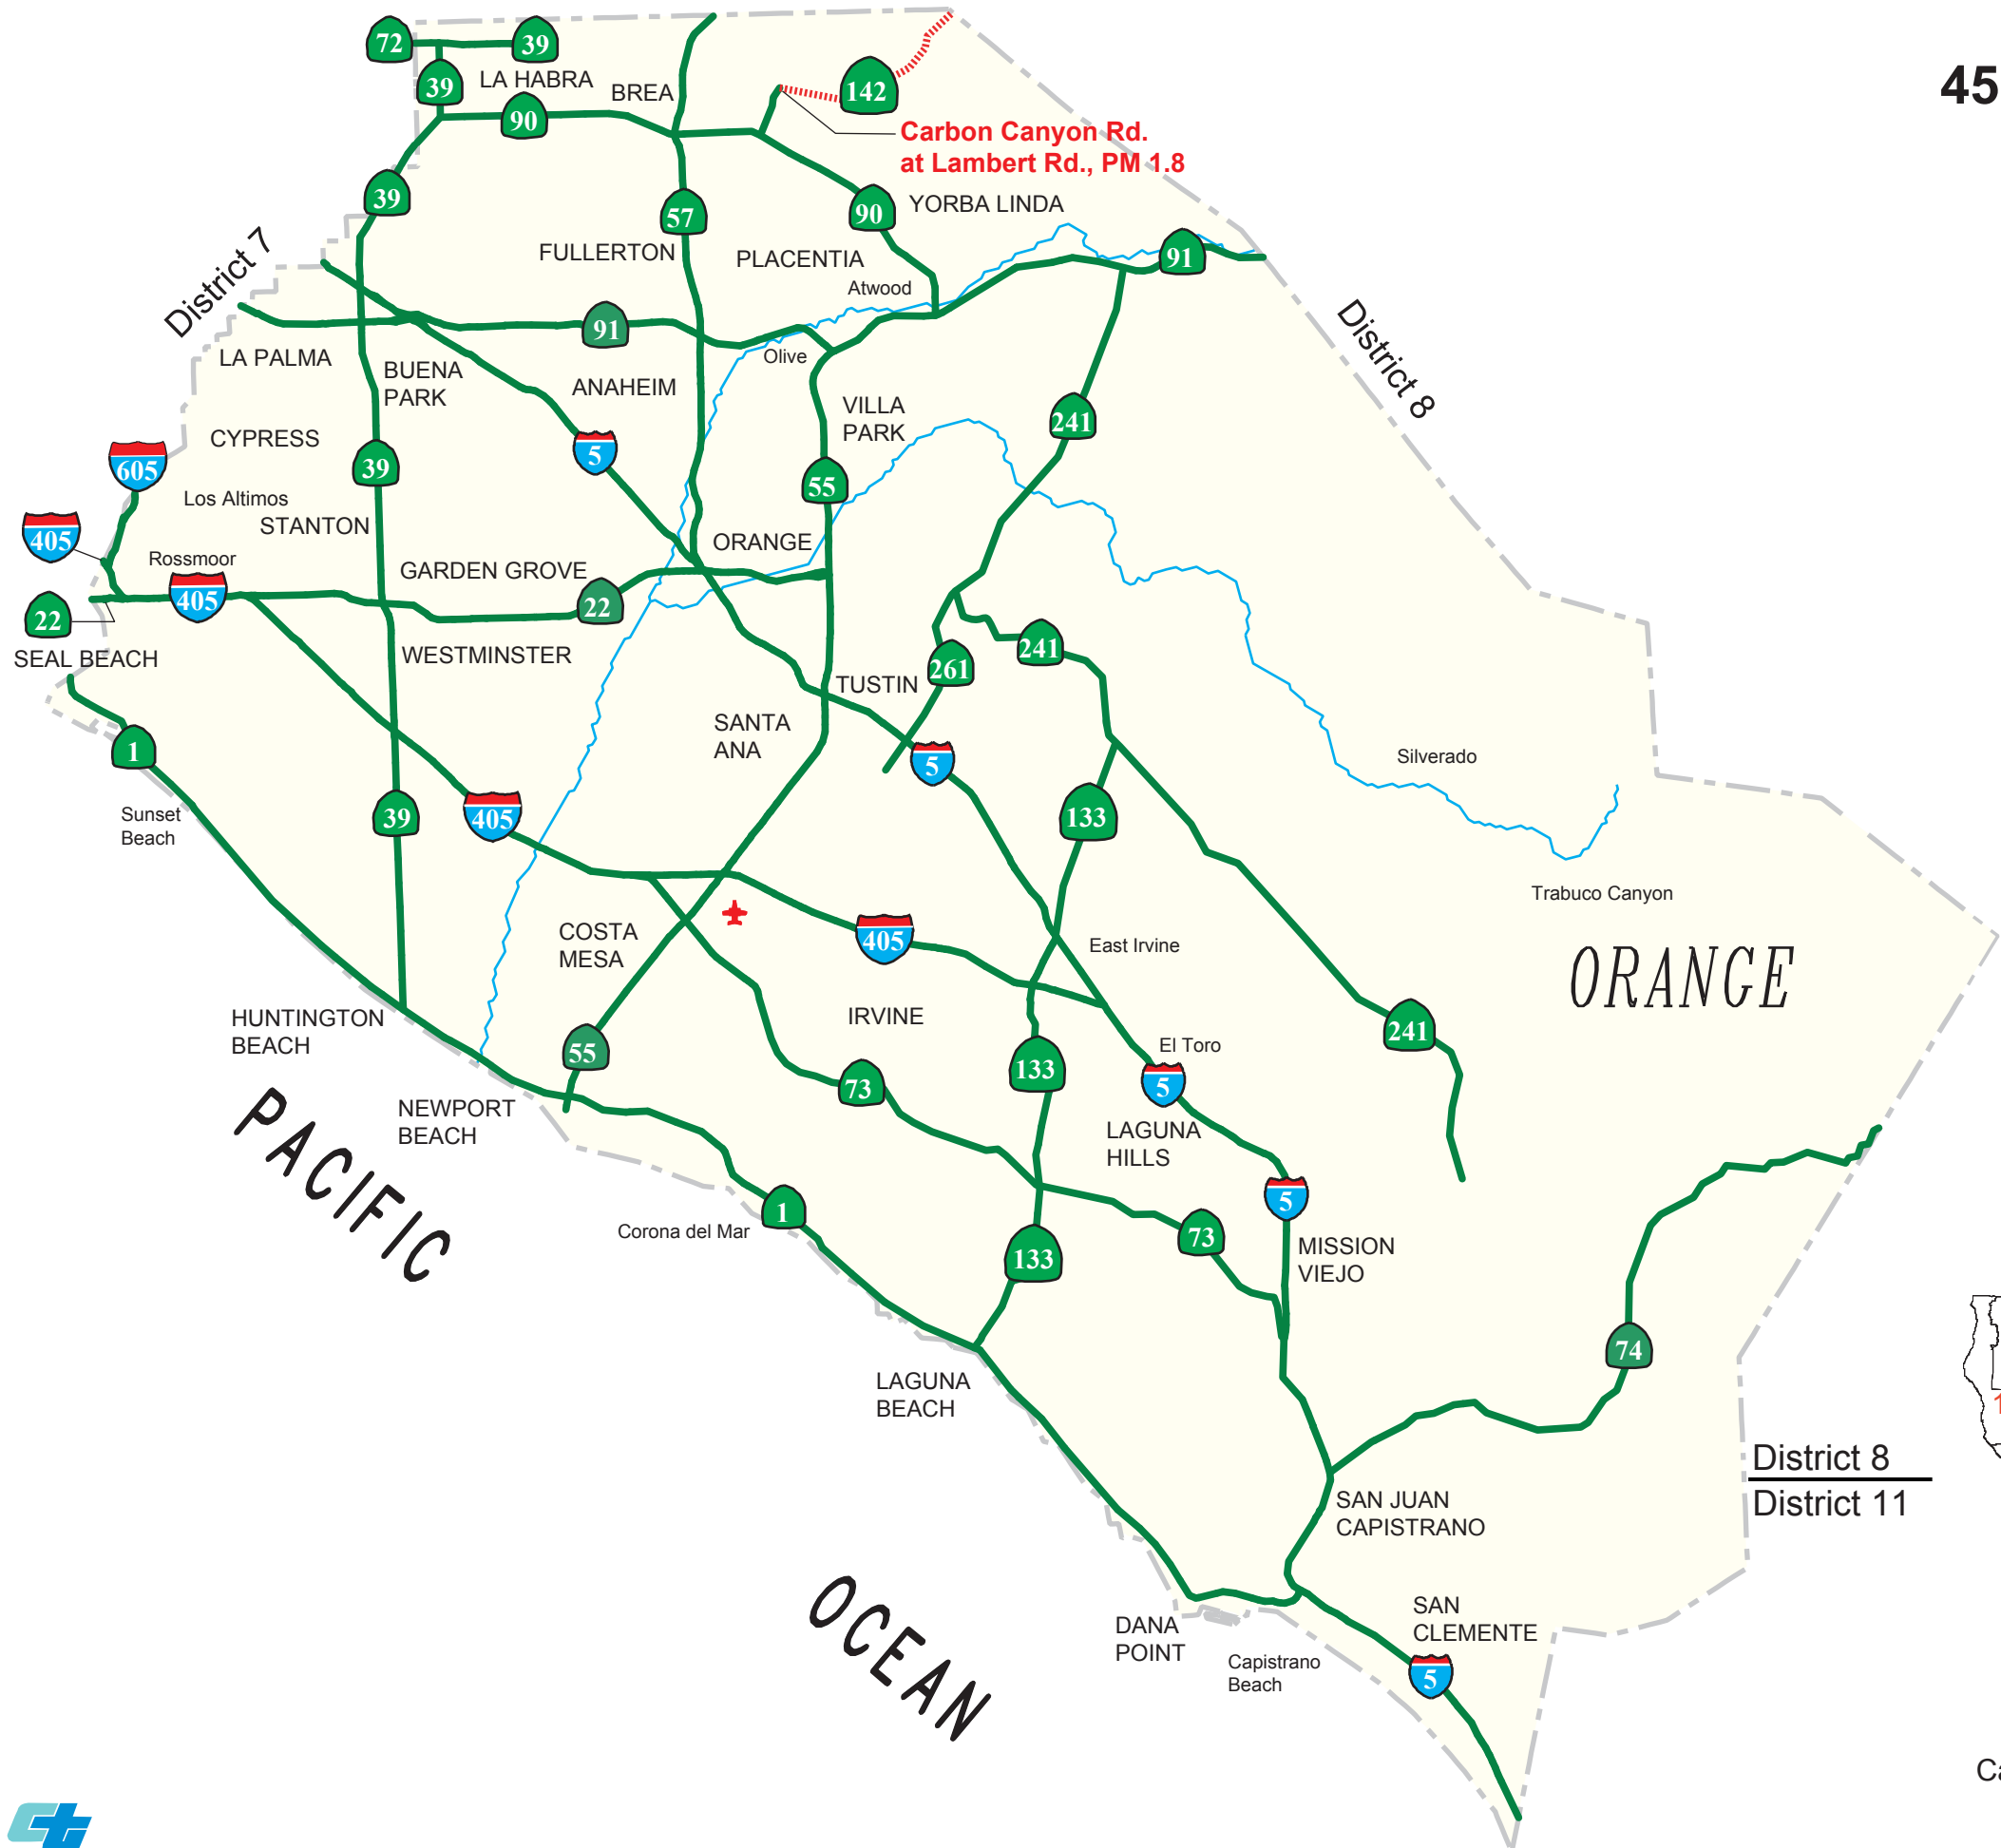 72
39
45
39
LA HABRA
BREA
142
90
Carbon Canyon Rd.
at Lambert Rd., PM 1.8
39
57
90
YORBA LINDA
District 7
FULLERTON
PLACENTIA
91
Atwood
District 8
91
LA PALMA
BUENA
PARK
ANAHEIM
Olive
VILLA
PARK
241
CYPRESS
605
39
5
55
Los Altimos
STANTON
405
Rossmoor
ORANGE
GARDEN GROVE
405
22
22
SEAL BEACH
WESTMINSTER
241
261
TUSTIN
SANTA
ANA
1
5
Silverado
Sunset
Beach
39
405
133
Trabuco Canyon
COSTA
MESA
405
East Irvine
ORANGE
HUNTINGTON
BEACH
IRVINE
241
55
El Toro
133
73
5
NEWPORT
BEACH
PACIFIC
LAGUNA
HILLS
5
1
Corona del Mar
73
133
MISSION
VIEJO
74
LAGUNA
BEACH
District 8
District 11
SAN JUAN
CAPISTRANO
OCEAN
DANA
POINT
SAN
CLEMENTE
Capistrano
Beach
5
Ca